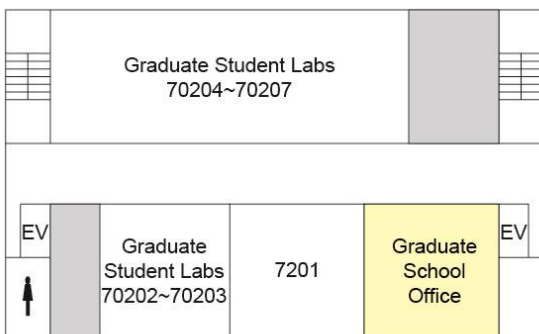 Graduate Student Labs
70204~70207
EV
Graduate
Student Labs
70202~70203
7201
Graduate
School
Office
EV